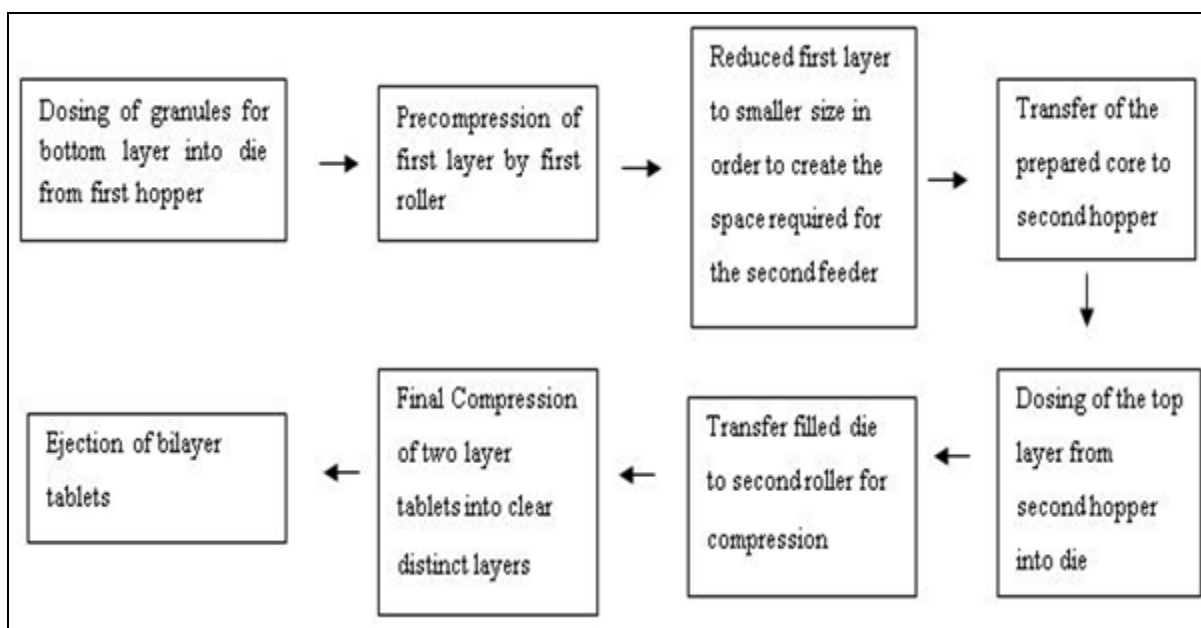 Dosing of granules for
bottom layer into die
from first hopper
Precompression of
first layer by first
roller
Reduced first layer
to smaller size in
order to create the
space required for
the second feeder
Transfer of the
prepared core to
second hopper
Dosing of the top
layer from
second hopper
into die
Transfer filled die
to second roller for
compression
Final Compression
of two layer
tablets into clear
distinct layers
Ejection of bilayer
tablets